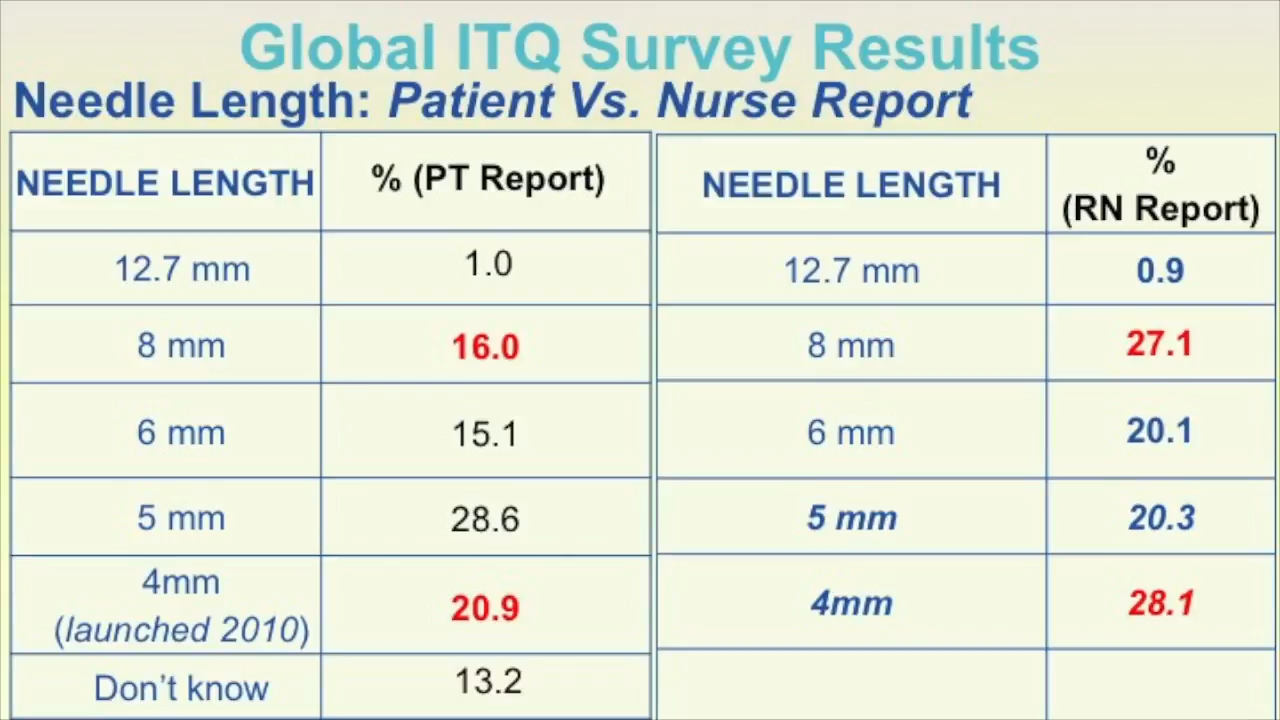 Global ITQ Survey Results
Needle Length: Patient Vs. Nurse Report
NEEDLE LENGTH
% (PT Report)
12.7 mm
1.0
8 mm
16.0
6 mm
15.1
5 mm
28.6
4mm
(launched 2010)
20.9
Don't know
13.2
NEEDLE LENGTH
%
(RN Report)
12.7 mm
0.9
8 mm
27.1
6 mm
20.1
5 mm
20.3
4mm
28.1